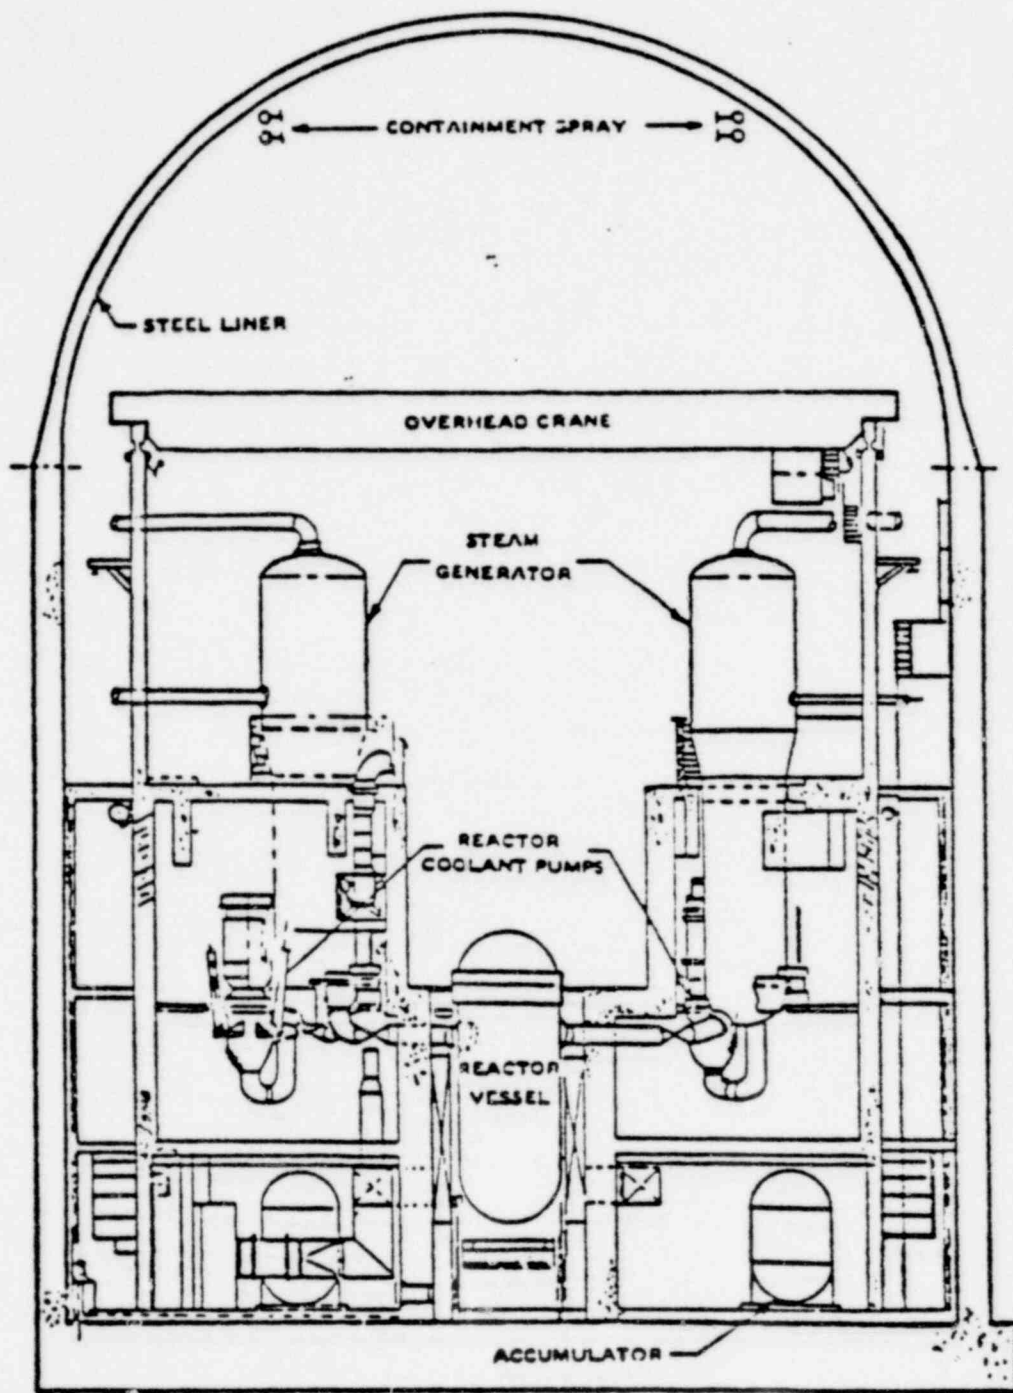 CONTAINMENT SPRAY
STEEL LINER
OVERHEAD CRANE
STEAM
GENERATOR
REACTOR
COOLANT PUMPS
REACTOR
VESSEL
ACCUMULATOR